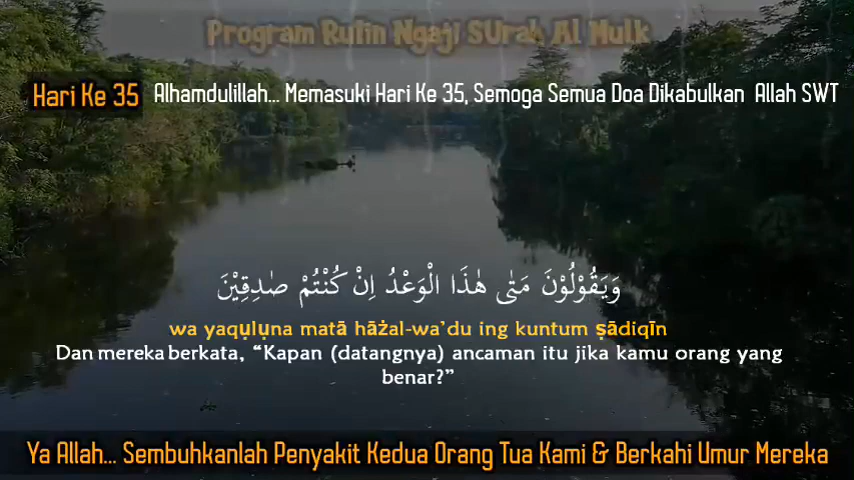 Program Rutin Ngaji SUrah Al Mulk
Hari Ke 35
Alhamdulillah... Memasuki Hari Ke 35, Semoga Semua Doa Dikabulkan Allah SWT
وَيَقُوْلُوْنَ مَتٰى هٰذَا الْوَعْدُ اِنْ كُنْتُمْ صٰدِقِيْنَ
wa yaqụlụna matā hāżal-wa'du ing kuntum ṣādiqīn
Dan mereka berkata, “Kapan (datangnya) ancaman itu jika kamu orang yang
benar?”
Ya Allah... Sembuhkanlah Penyakit Kedua Orang Tua Kami & Berkahi Umur Mereka